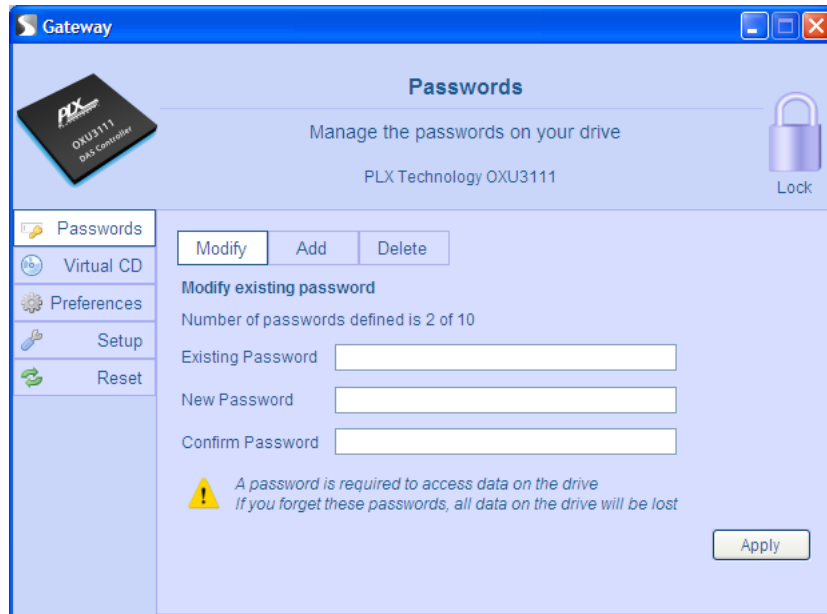 Gateway
PLX
OXU3111
DAS Controller
Passwords
Manage the passwords on your drive
PLX Technology OXU3111
Lock
Passwords
Virtual CD
Preferences
Setup
Reset
Modify
Add
Delete
Modify existing password
Number of passwords defined is 2 of 10
Existing Password
New Password
Confirm Password
A password is required to access data on the drive
If you forget these passwords, all data on the drive will be lost
Apply